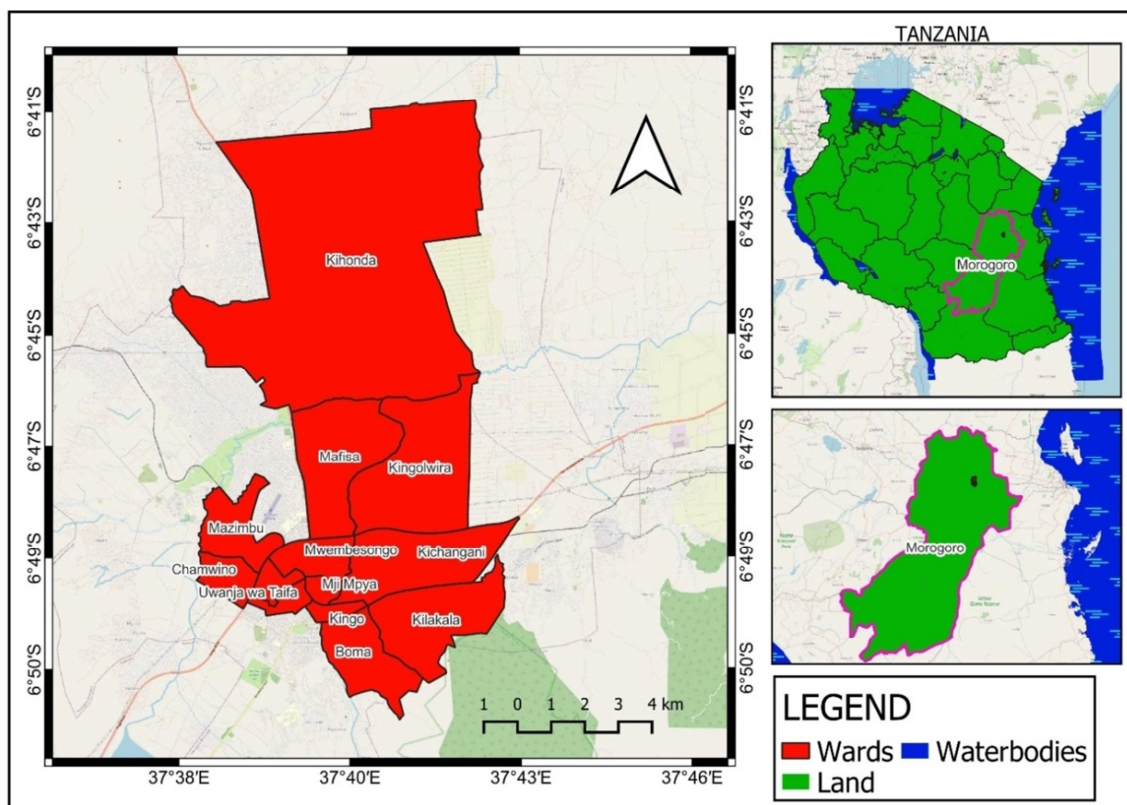 TANZANIA
6°41'S
6°43'S
6°45'S
6°47'S
6°49'S
6°50'S
6°41'S
6°43'S
6°45'S
6°47'S
6°49'S
6°50'S
Kihonda
Mafisa
Kingolwira
Mazimbu
Mwembesongo
Kichangani
Chamwino
Uwanja wa Taifa
Mji Mpya
Kingo
Kilakala
Boma
1 0 1 2 3 4 km
37°38'E
37°40'E
37°43'E
37°46'E
Morogoro
Morogoro
LEGEND
Wards
Waterbodies
Land